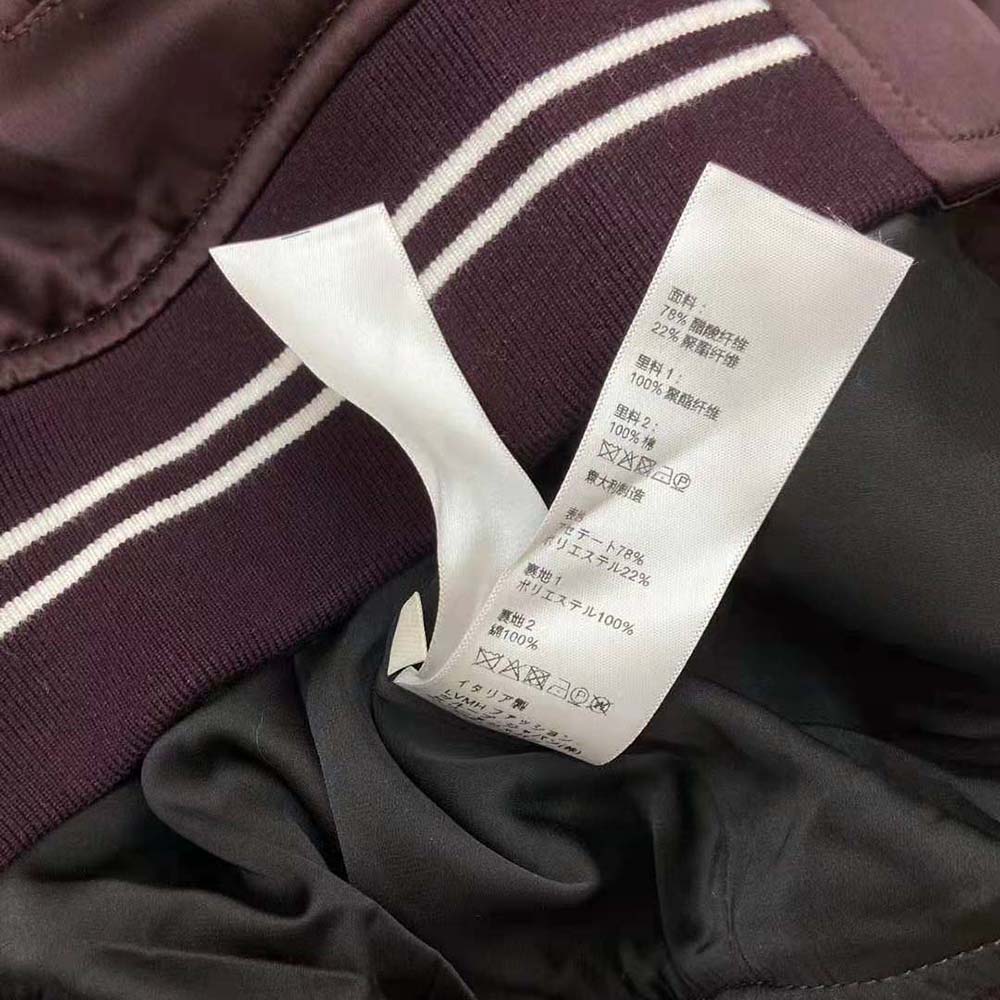 面料:
78% 醋酸纤维
22% 聚酯纤维
里料 1:
100% 聚酯纤维
里料 2:
100% 棉
意大利制造
アセテート78%
ポリエステル22%
裏地 1
ポリエステル100%
裏地 2
綿100%
イタリア製
LVMH ファッション